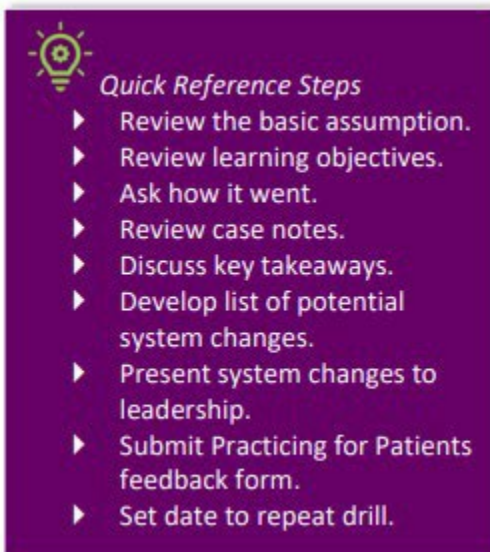 Quick Reference Steps
Review the basic assumption.
Review learning objectives.
Ask how it went.
Review case notes.
Discuss key takeaways.
Develop list of potential
system changes.
Present system changes to
leadership.
Submit Practicing for Patients
feedback form.
Set date to repeat drill.